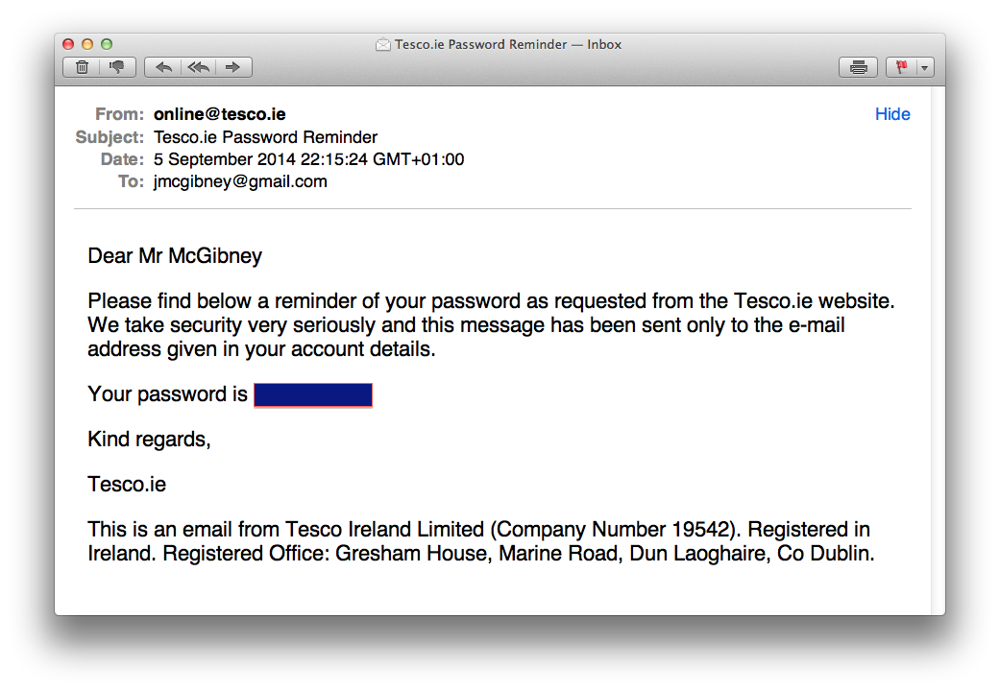 Tesco.ie Password Reminder — Inbox
From: online@tesco.ie
Hide
Subject: Tesco.ie Password Reminder
Date: 5 September 2014 22:15:24 GMT+01:00
To: jmcgibney@gmail.com
Dear Mr McGibney
Please find below a reminder of your password as requested from the Tesco.ie website.
We take security very seriously and this message has been sent only to the e-mail
address given in your account details.
Your password is
Kind regards,
Tesco.ie
This is an email from Tesco Ireland Limited (Company Number 19542). Registered in
Ireland. Registered Office: Gresham House, Marine Road, Dun Laoghaire, Co Dublin.